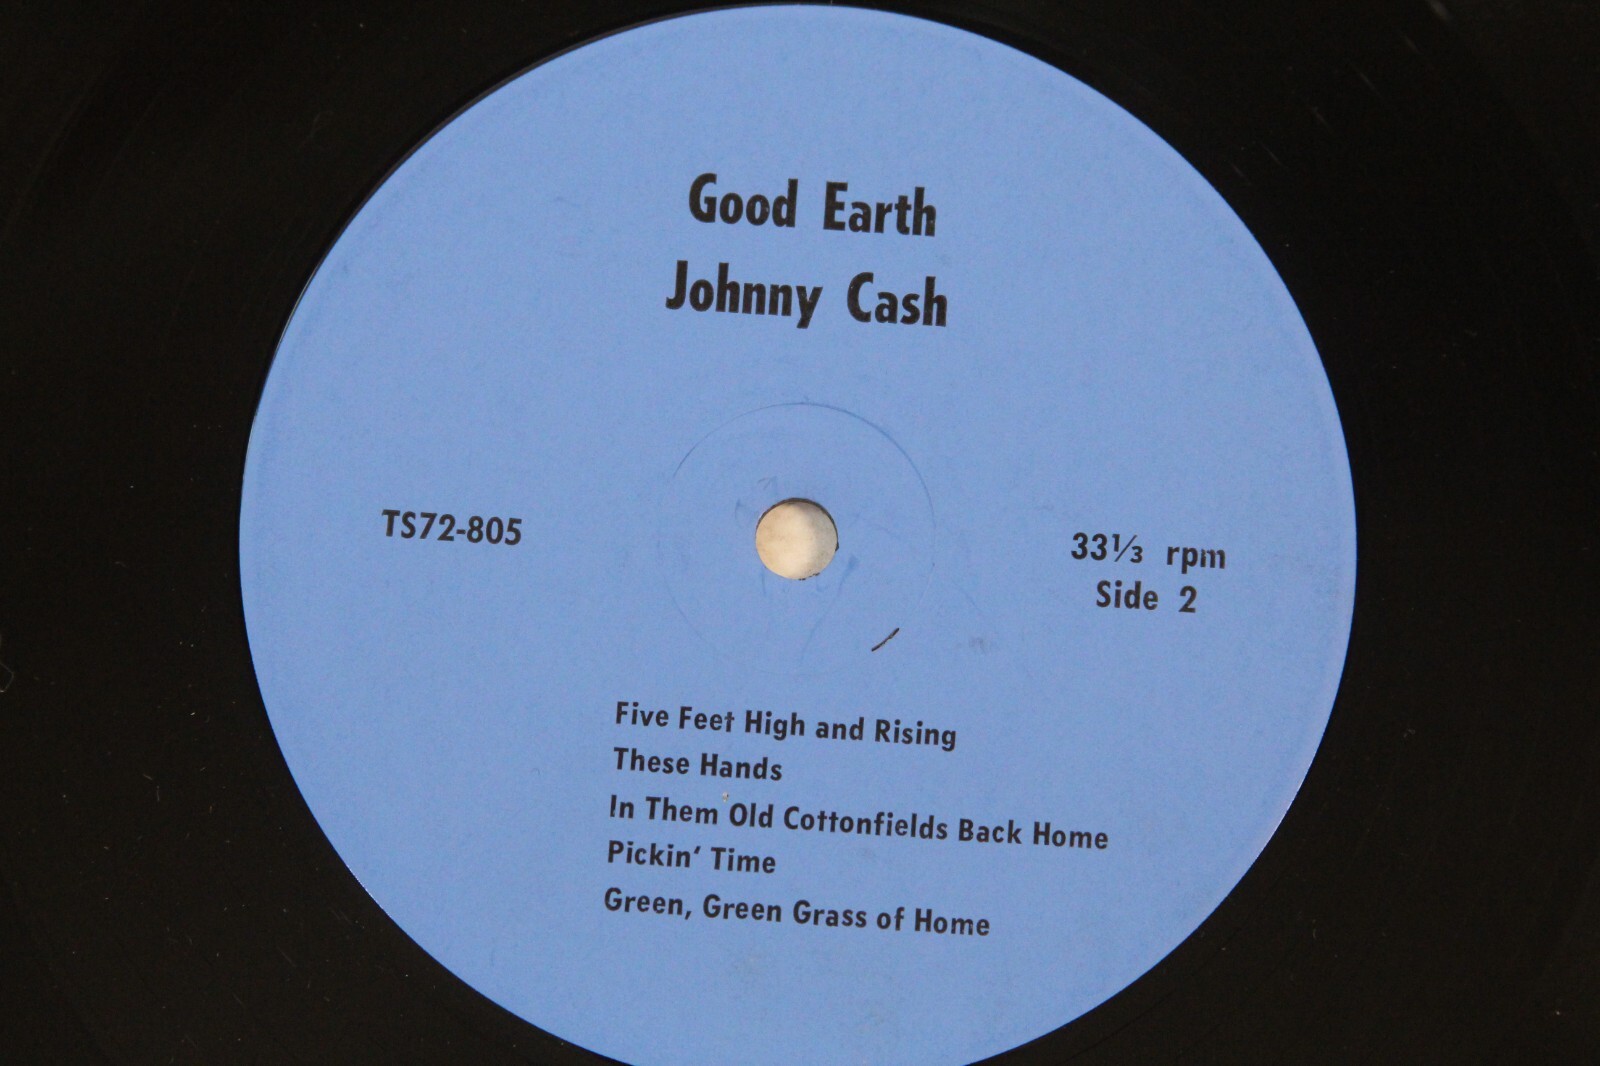 Good Earth
Johnny Cash
TS72-805
33⅓ rpm
Side 2
Five Feet High and Rising
These Hands
In Them Old Cottonfields Back Home
Pickin' Time
Green, Green Grass of Home